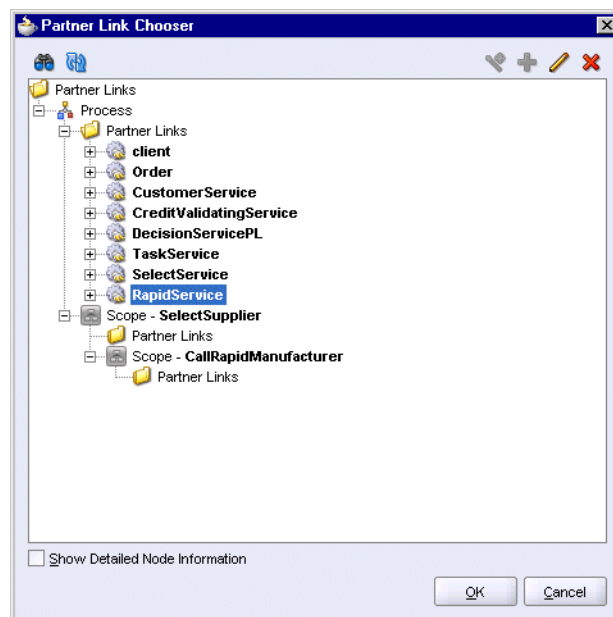 Partner Link Chooser
Partner Links
Process
Partner Links
client
Order
CustomerService
CreditValidatingService
DecisionServicePL
TaskService
SelectService
RapidService
Scope - SelectSupplier
Partner Links
Scope - CallRapidManufacturer
Partner Links
Show Detailed Node Information
OK Cancel